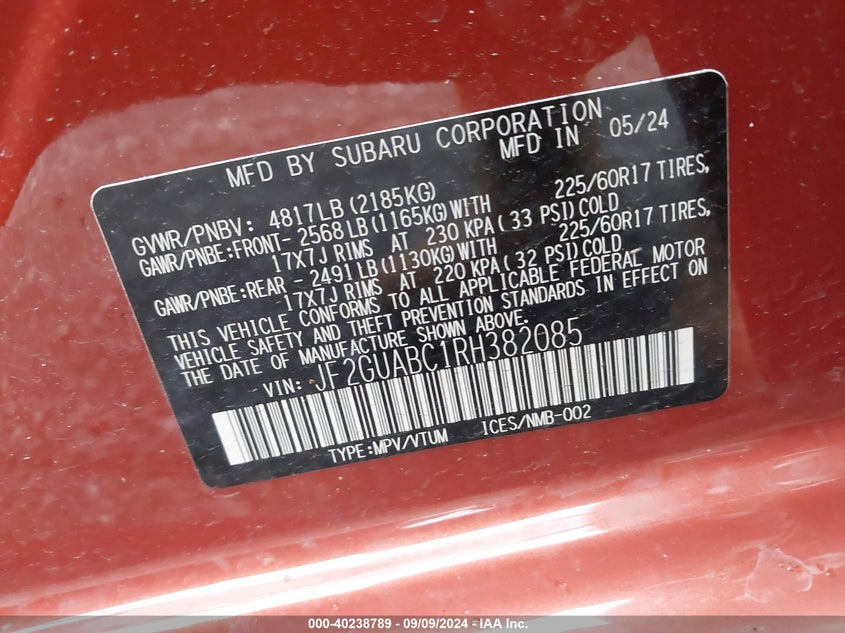 MFD BY SUBARU CORPORATION
MFD IN 05/24
GVWR/PNBV: 4817LB(2185KG)
GAWR/PNBE:FRONT-2568LB(1165KG)WITH 225/60R17 TIRES,
17X7J RIMS AT 230 KPA(33 PSI)COLD
GAWR/PNBE:REAR -2491LB(1130KG)WITH 225/60R17 TIRES,
17X7J RIMS AT 220 KPA(32 PSI)COLD
THIS VEHICLE CONFORMS TO ALL APPLICABLE FEDERAL MOTOR
VEHICLE SAFETY AND THEFT PREVENTION STANDARDS IN EFFECT ON
THE DATE OF MANUFACTURE SHOWN ABOVE.
VIN: JF2GUABC1RH382085
TYPE:MPV/VTUM ICES/NMB-002
000-40238789 - 09/09/2024 - IAA Inc.